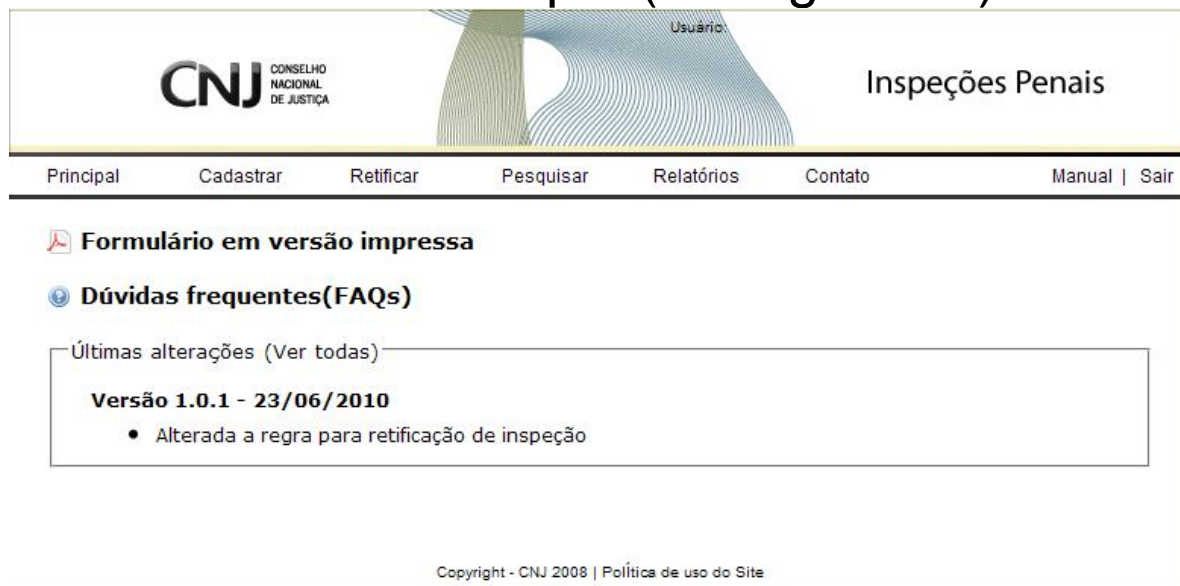 Usuário:
CNJ CONSELHO
NACIONAL
DE JUSTIÇA
Inspeções Penais
Principal Cadastrar Retificar Pesquisar Relatórios Contato Manual | Sair
Formulário em versão impressa
Dúvidas frequentes(FAQs)
Últimas alterações (Ver todas)
Versão 1.0.1 - 23/06/2010
• Alterada a regra para retificação de inspeção
Copyright - CNJ 2008 | Política de uso do Site